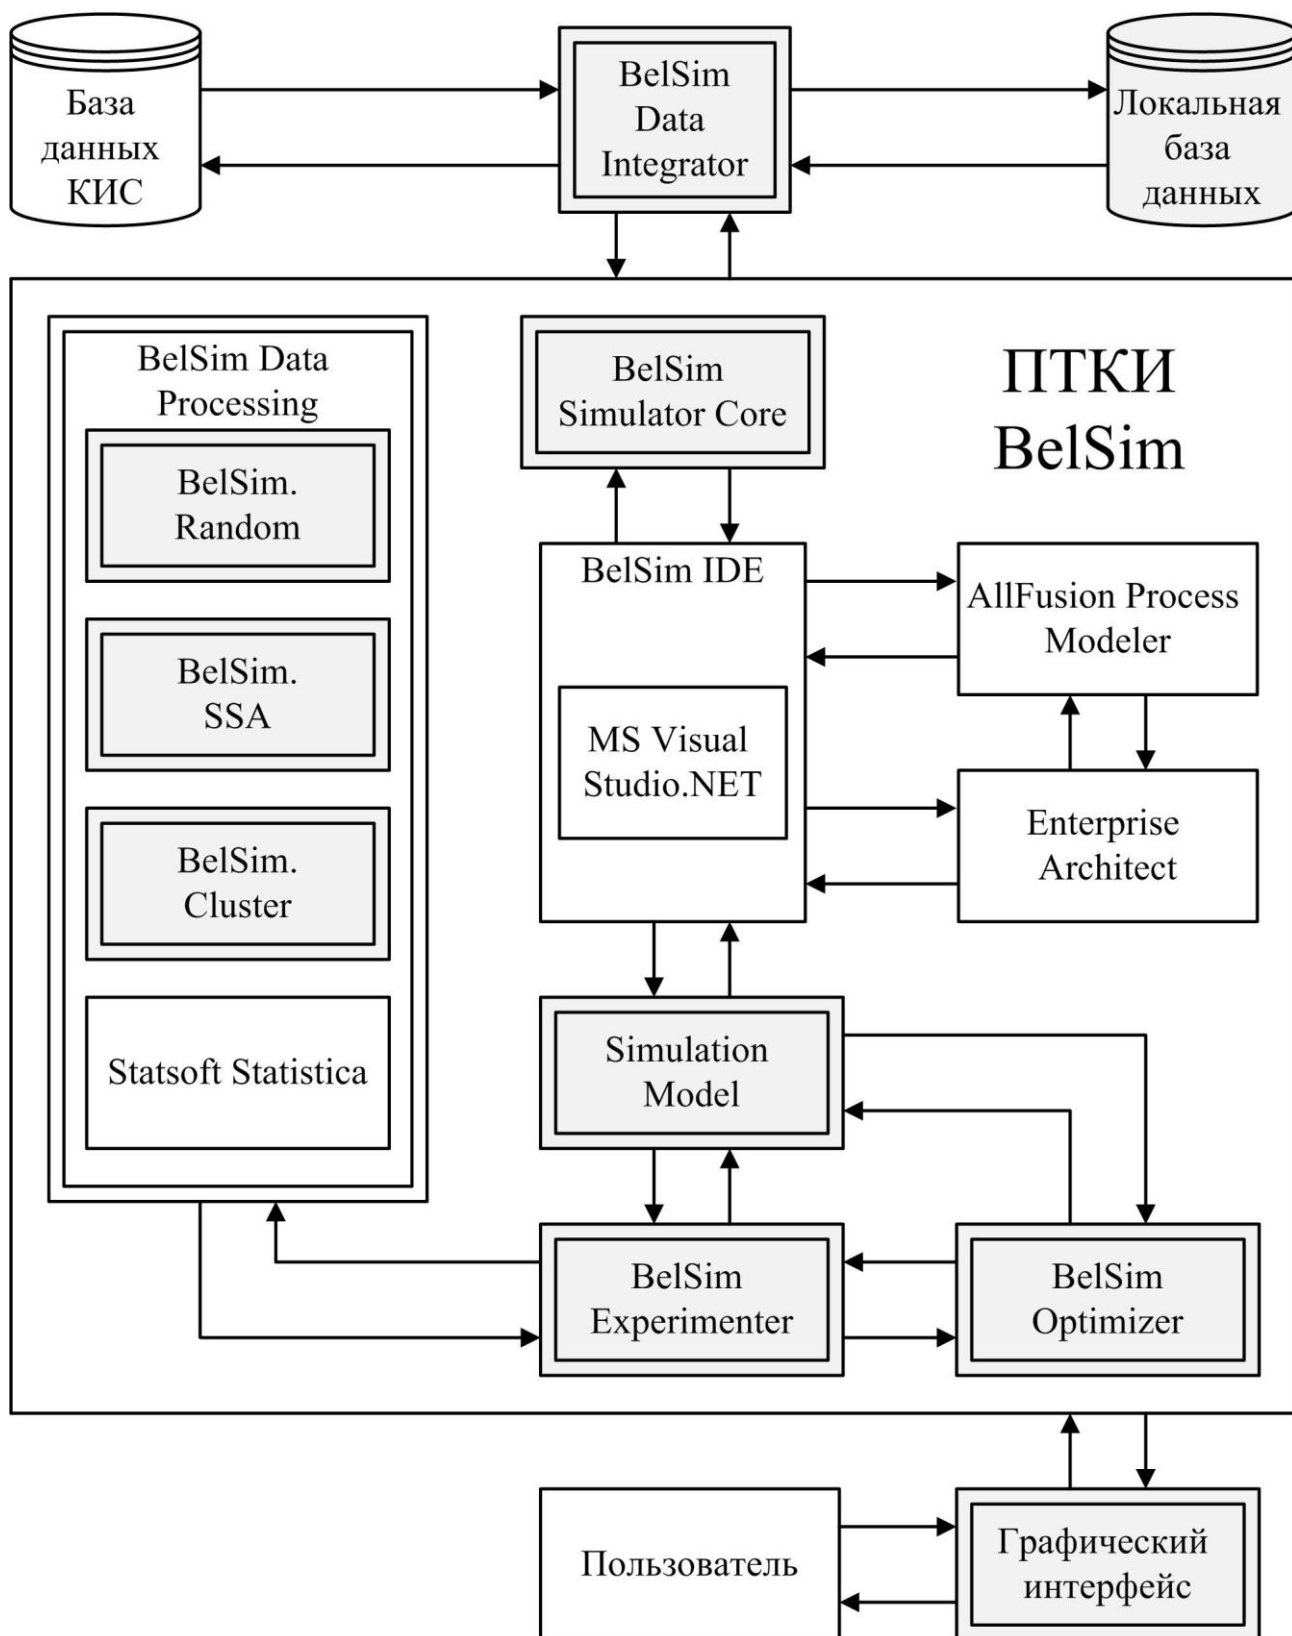 База
данных
КИС
BelSim
Data
Integrator
Локальная
база
данных
ПТКИ
BelSim
BelSim Data
Processing
BelSim.
Random
BelSim.
SSA
BelSim.
Cluster
Statsoft Statistica
BelSim
Simulator Core
BelSim IDE
MS Visual
Studio.NET
AllFusion Process
Modeler
Enterprise
Architect
Simulation
Model
BelSim
Experimenter
BelSim
Optimizer
Пользователь
Графический
интерфейс